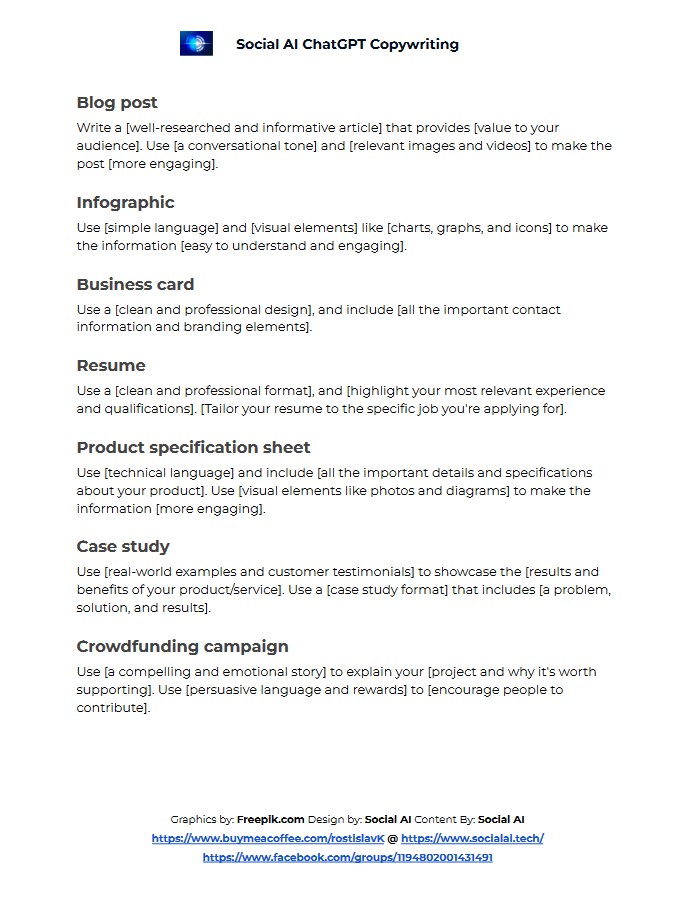 Social AI ChatGPT Copywriting
Blog post
Write a [well-researched and informative article] that provides [value to your
audience]. Use [a conversational tone] and [relevant images and videos] to make the
post [more engaging].
Infographic
Use [simple language] and [visual elements] like [charts, graphs, and icons] to make
the information [easy to understand and engaging].
Business card
Use a [clean and professional design], and include [all the important contact
information and branding elements].
Resume
Use a [clean and professional format], and [highlight your most relevant experience
and qualifications]. [Tailor your resume to the specific job you're applying for].
Product specification sheet
Use [technical language] and include [all the important details and specifications
about your product]. Use [visual elements like photos and diagrams] to make the
information [more engaging].
Case study
Use [real-world examples and customer testimonials] to showcase the [results and
benefits of your product/service]. Use a [case study format] that includes [a problem,
solution, and results].
Crowdfunding campaign
Use [a compelling and emotional story] to explain your [project and why it's worth
supporting]. Use [persuasive language and rewards] to [encourage people to
contribute].
Graphics by: Freepik.com Design by: Social AI Content By: Social AI
https://www.buymeacoffee.com/rostislavK @ https://www.socialai.tech/
https://www.facebook.com/groups/1194802001431491